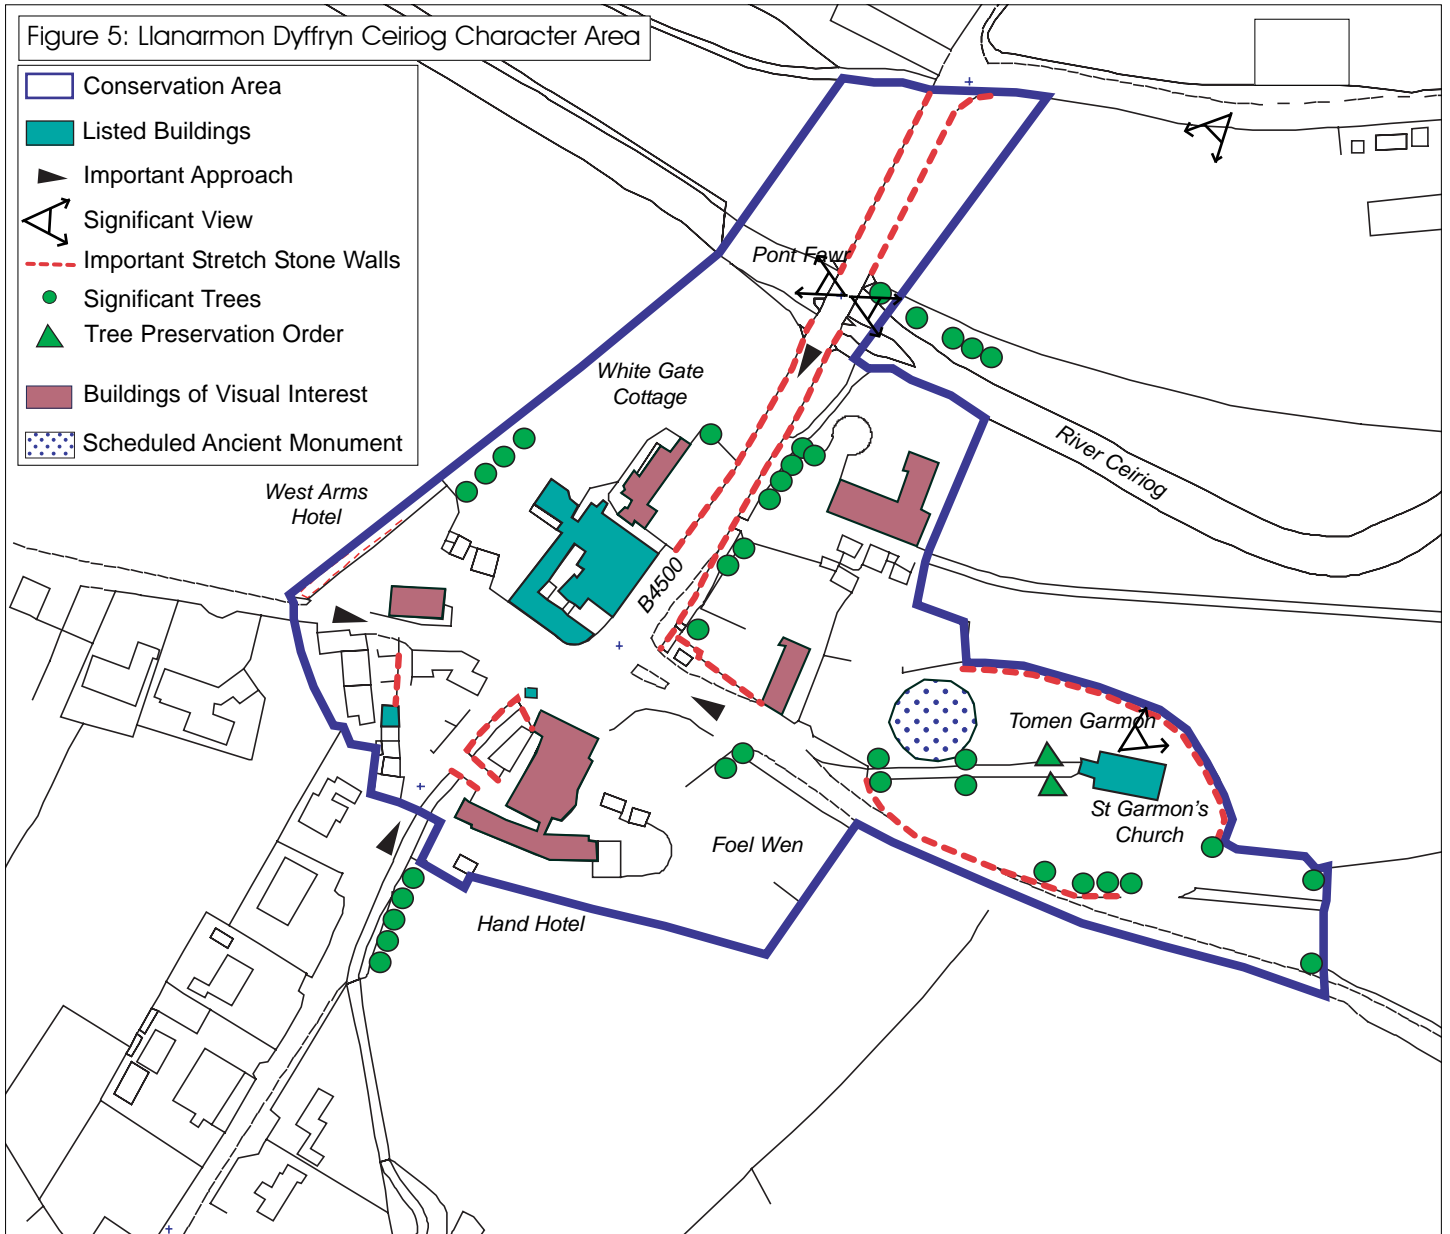 Figure 5: Llanarmon Dyffryn Ceiriog Character Area
Conservation Area
Listed Buildings
Important Approach
Significant View
Important Stretch Stone Walls
Significant Trees
Tree Preservation Order
Buildings of Visual Interest
Scheduled Ancient Monument
Pont Fawr
White Gate
Cottage
River Ceiriog
West Arms
Hotel
B4500
Tomen Garmon
St Garmon's
Church
Foel Wen
Hand Hotel